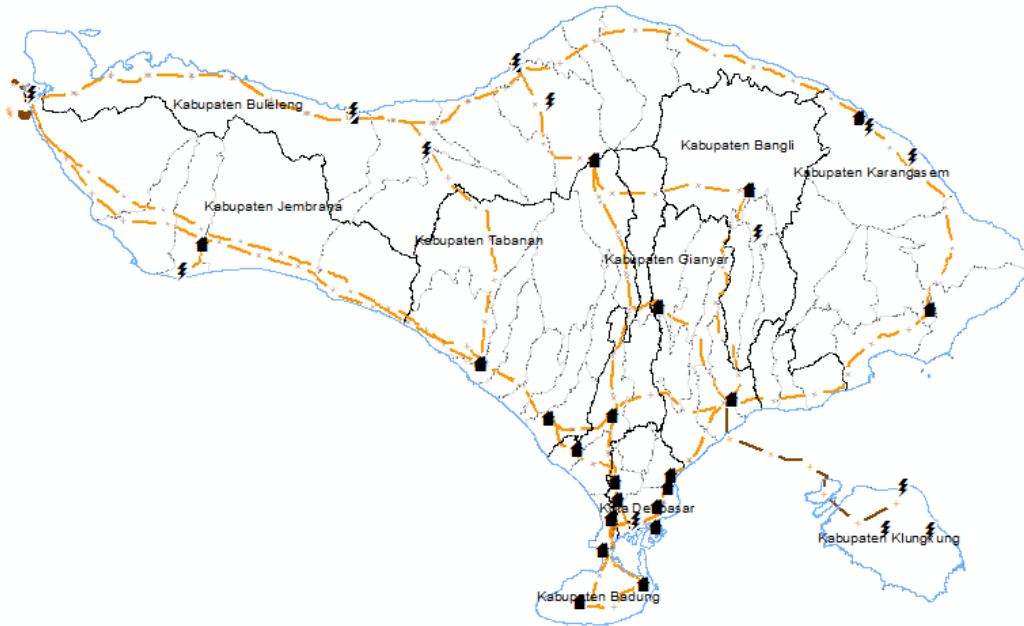 Kabupaten Buleleng
Kabupaten Bangli
Kabupaten Karangasem
Kabupaten Jembrana
Kabupaten Tabanan
Kabupaten Gianyar
Kota Denpasar
Kabupaten Klungkung
Kabupaten Badung